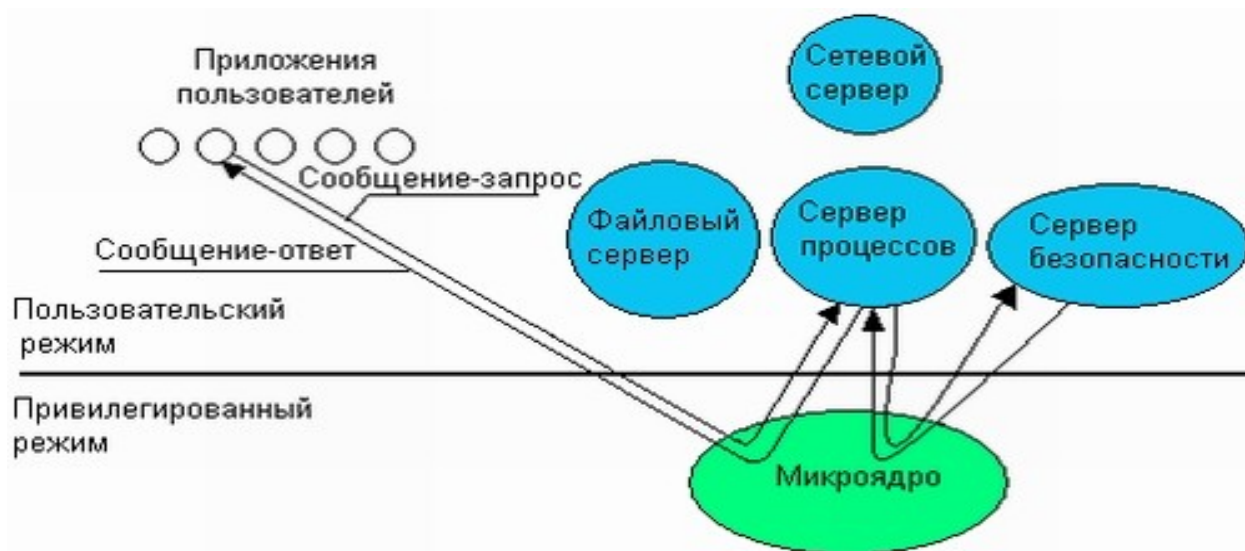 Приложения
пользователей
Сетевой
сервер
Сообщение-запрос
Файловый
сервер
Сервер
процессов
Сервер
безопасности
Сообщение-ответ
Пользовательский
режим
Привилегированный
режим
Микроядро